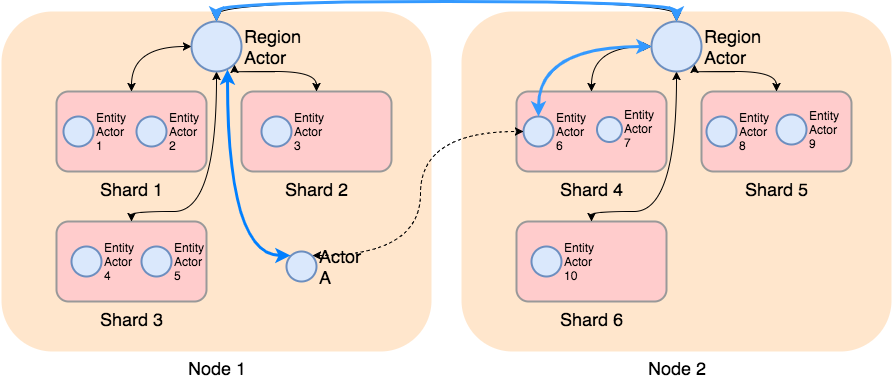 Region
Actor
Entity
Actor
1
Entity
Actor
2
Entity
Actor
3
Shard 1
Shard 2
Entity
Actor
4
Entity
Actor
5
Shard 3
Actor
A
Node 1
Region
Actor
Entity
Actor
6
Entity
Actor
7
Entity
Actor
8
Entity
Actor
9
Shard 4
Shard 5
Entity
Actor
10
Shard 6
Node 2